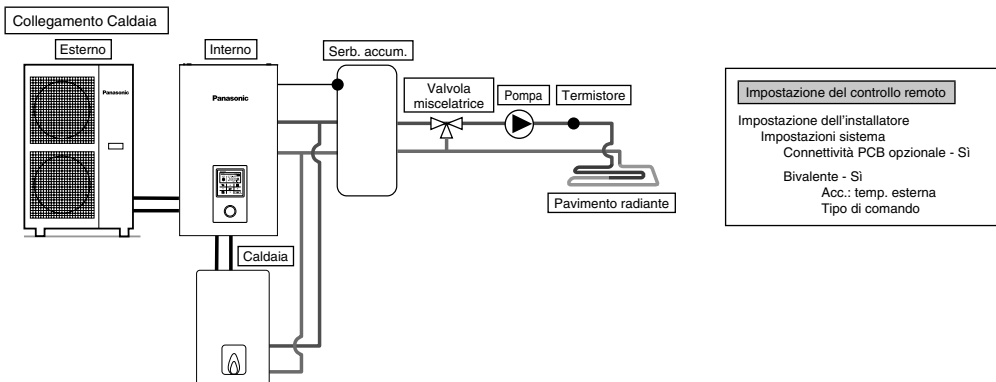 Collegamento Caldaia
Esterno
Interno
Serb. accum.
Valvola
miscelatrice
Pompa
Termistore
Panasonic
Panasonic
Pavimento radiante
Caldaia
Impostazione del controllo remoto
Impostazione dell'installatore
Impostazioni sistema
Connettività PCB opzionale - Sì
Bivalente - Sì
Acc.: temp. esterna
Tipo di comando